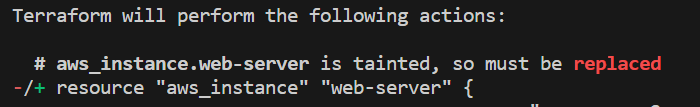 Terraform will perform the following actions:
# aws_instance.web-server is tainted, so must be replaced
-/+ resource "aws_instance" "web-server" {